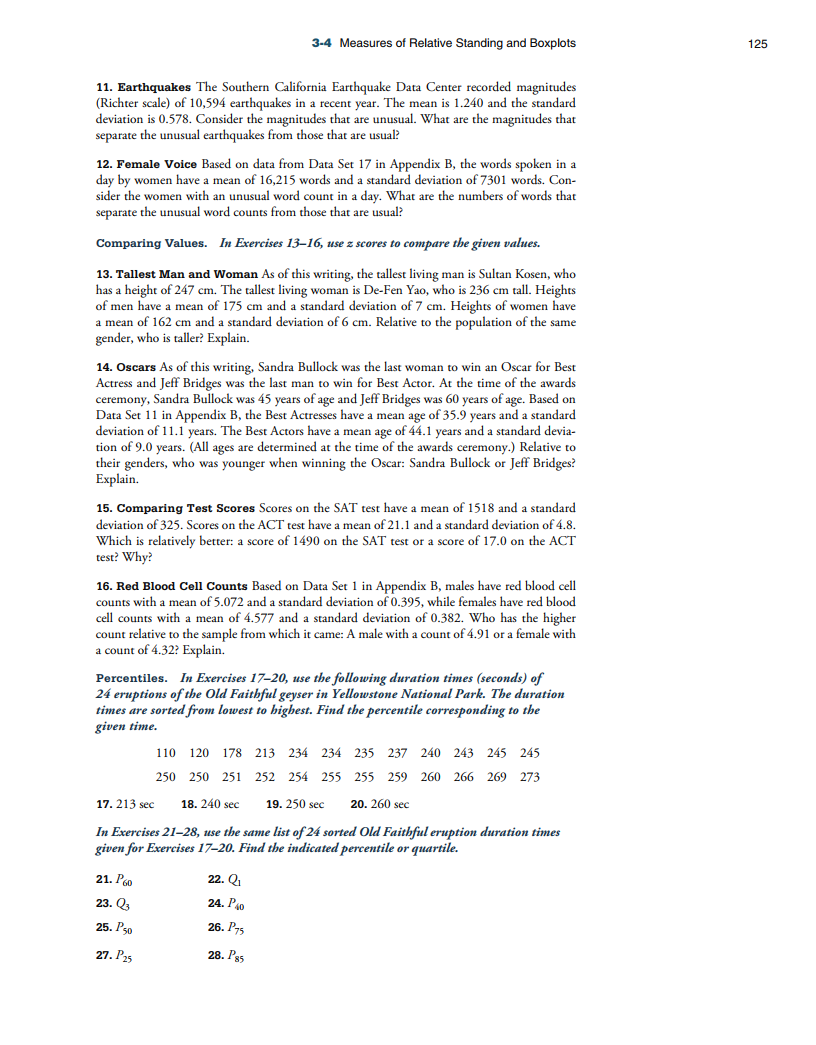 3-4 Measures of Relative Standing and Boxplots 125
11. Earthquakes The Southern California Earthquake Data Center recorded magnitudes
(Richter scale) of 10,594 earthquakes in a recent year. The mean is 1.240 and the standard
deviation is 0.578. Consider the magnitudes that are unusual. What are the magnitudes that
separate the unusual earthquakes from those that are usual?
12. Female Voice Based on data from Data Set 17 in Appendix B, the words spoken in a
day by women have a mean of 16,215 words and a standard deviation of 7301 words. Con-
sider the women with an unusual word count in a day. What are the numbers of words that
separate the unusual word counts from those that are usual?
Comparing Values. In Exercises 13–16, use z scores to compare the given values.
13. Tallest Man and Woman As of this writing, the tallest living man is Sultan Kosen, who
has a height of 247 cm. The tallest living woman is De-Fen Yao, who is 236 cm tall. Heights
of men have a mean of 175 cm and a standard deviation of 7 cm. Heights of women have
a mean of 162 cm and a standard deviation of 6 cm. Relative to the population of the same
gender, who is taller? Explain.
14. Oscars As of this writing, Sandra Bullock was the last woman to win an Oscar for Best
Actress and Jeff Bridges was the last man to win for Best Actor. At the time of the awards
ceremony, Sandra Bullock was 45 years of age and Jeff Bridges was 60 years of age. Based on
Data Set 11 in Appendix B, the Best Actresses have a mean age of 35.9 years and a standard
deviation of 11.1 years. The Best Actors have a mean age of 44.1 years and a standard devia-
tion of 9.0 years. (All ages are determined at the time of the awards ceremony.) Relative to
their genders, who was younger when winning the Oscar: Sandra Bullock or Jeff Bridges?
Explain.
15. Comparing Test Scores Scores on the SAT test have a mean of 1518 and a standard
deviation of 325. Scores on the ACT test have a mean of 21.1 and a standard deviation of 4.8.
Which is relatively better: a score of 1490 on the SAT test or a score of 17.0 on the ACT
test? Why?
16. Red Blood Cell Counts Based on Data Set 1 in Appendix B, males have red blood cell
counts with a mean of 5.072 and a standard deviation of 0.395, while females have red blood
cell counts with a mean of 4.577 and a standard deviation of 0.382. Who has the higher
count relative to the sample from which it came: A male with a count of 4.91 or a female with
a count of 4.32? Explain.
Percentiles. In Exercises 17–20, use the following duration times (seconds) of
24 eruptions of the Old Faithful geyser in Yellowstone National Park. The duration
times are sorted from lowest to highest. Find the percentile corresponding to the
given time.
110 120 178 213 234 234 235 237 240 243 245 245
250 250 251 252 254 255 255 259 260 266 269 273
17. 213 sec 18. 240 sec 19. 250 sec 20. 260 sec
In Exercises 21–28, use the same list of 24 sorted Old Faithful eruption duration times
given for Exercises 17–20. Find the indicated percentile or quartile.
21. P60 22. Q1
23. Q3 24. P40
25. P50 26. P75
27. P25 28. P85